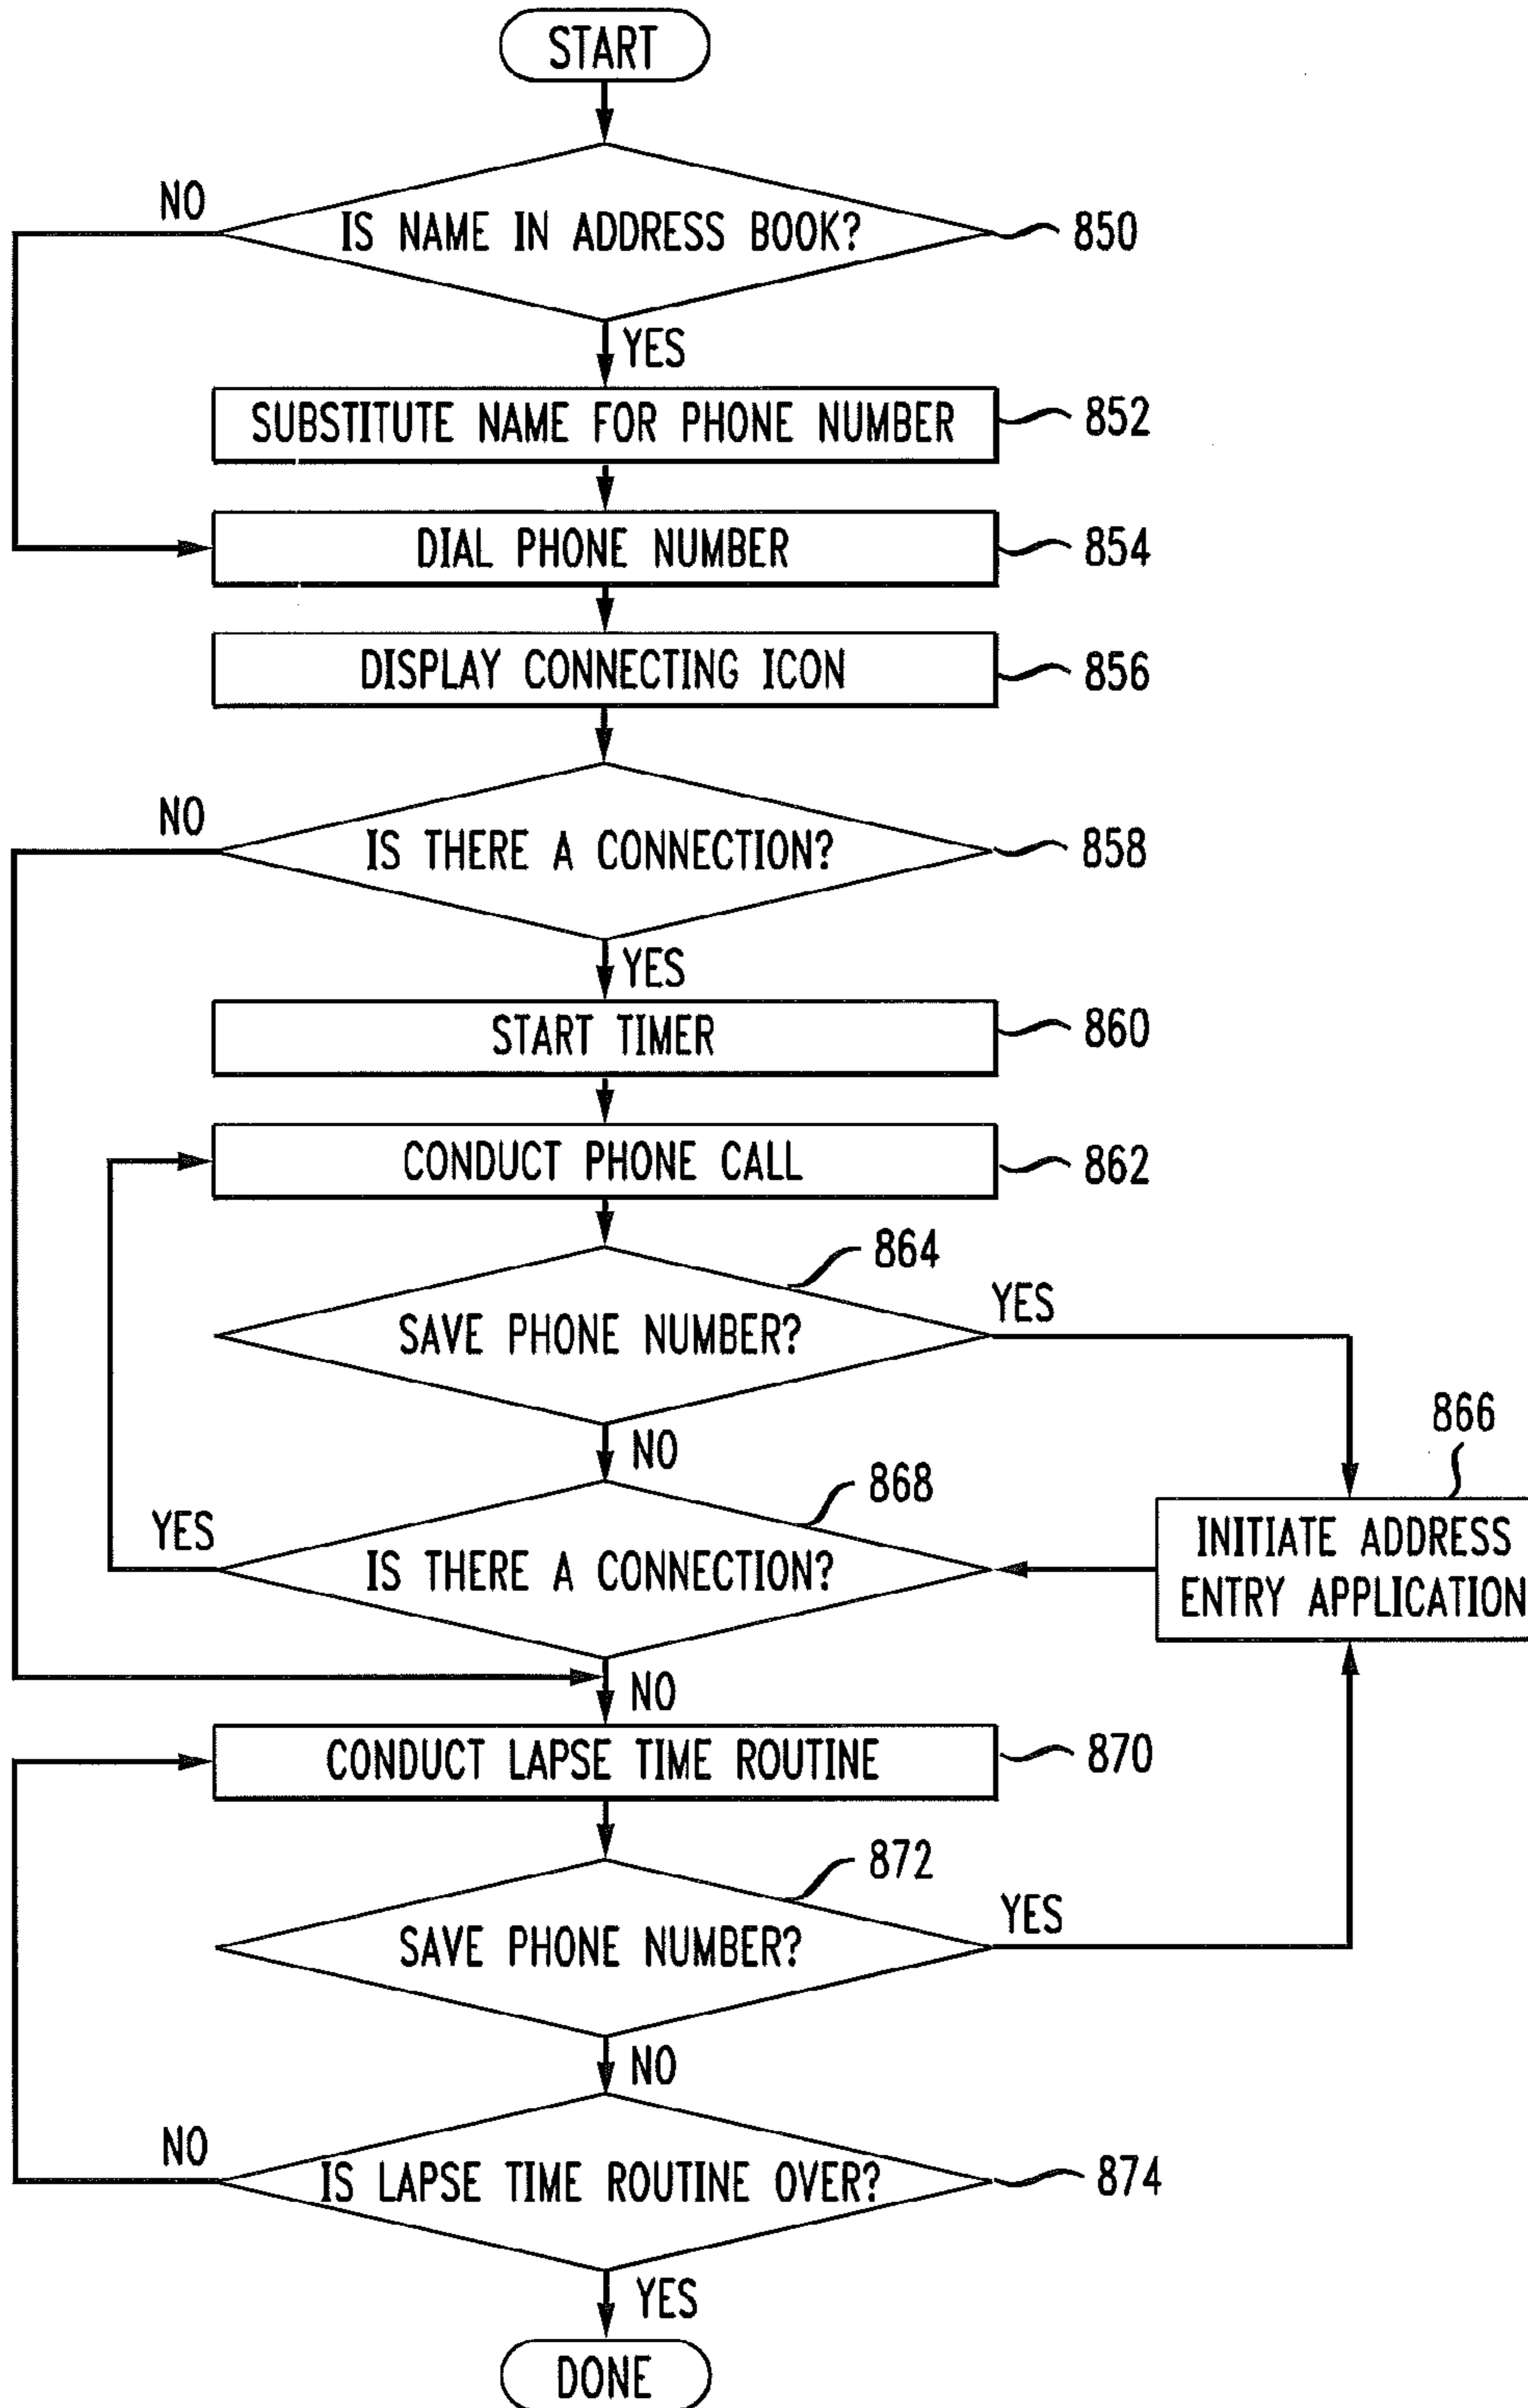 START
NO
IS NAME IN ADDRESS BOOK?
850
YES
SUBSTITUTE NAME FOR PHONE NUMBER
852
DIAL PHONE NUMBER
854
DISPLAY CONNECTING ICON
856
NO
IS THERE A CONNECTION?
858
YES
START TIMER
860
CONDUCT PHONE CALL
862
864
SAVE PHONE NUMBER?
YES
NO
866
868
YES
IS THERE A CONNECTION?
INITIATE ADDRESS
ENTRY APPLICATION
NO
CONDUCT LAPSE TIME ROUTINE
870
872
SAVE PHONE NUMBER?
YES
NO
NO
IS LAPSE TIME ROUTINE OVER?
874
YES
DONE